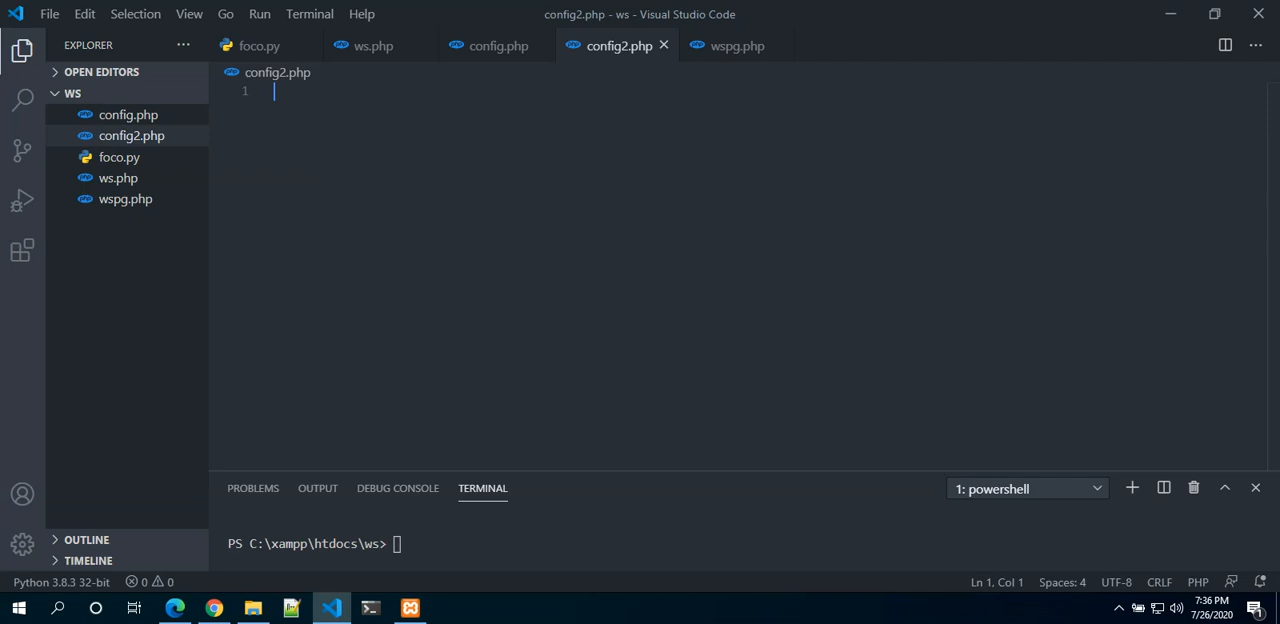 File Edit Selection View Go Run Terminal Help config2.php - ws - Visual Studio Code
EXPLORER
foco.py ws.php config.php config2.php wspg.php
OPEN EDITORS
WS
config.php
config2.php
foco.py
ws.php
wspg.php
OUTLINE
TIMELINE
config2.php
1
PROBLEMS OUTPUT DEBUG CONSOLE TERMINAL 1: powershell
PS C:\xampp\htdocs\ws>
Python 3.8.3 32-bit 0 0 Ln 1, Col 1 Spaces: 4 UTF-8 CRLF PHP
7:36 PM
7/26/2020
1